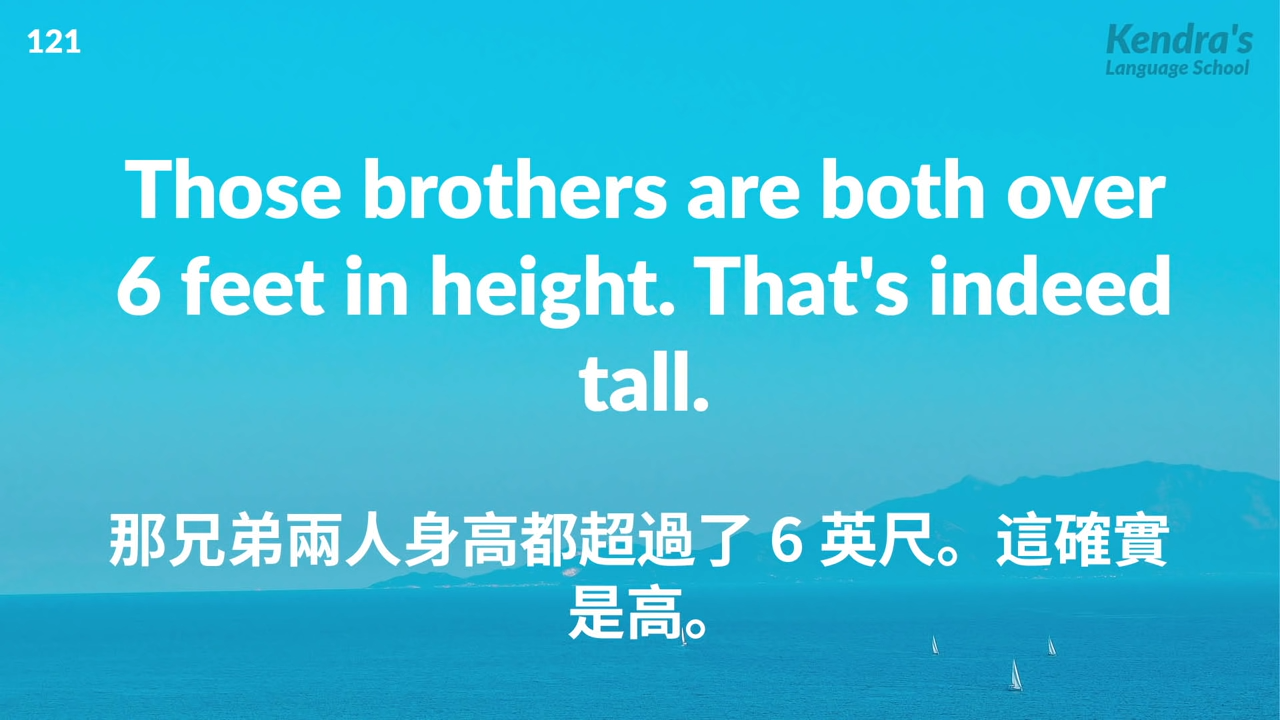 121
Kendra's
Language School
Those brothers are both over
6 feet in height. That's indeed
tall.
那兄弟兩人身高都超過了 6 英尺。這確實
是高。